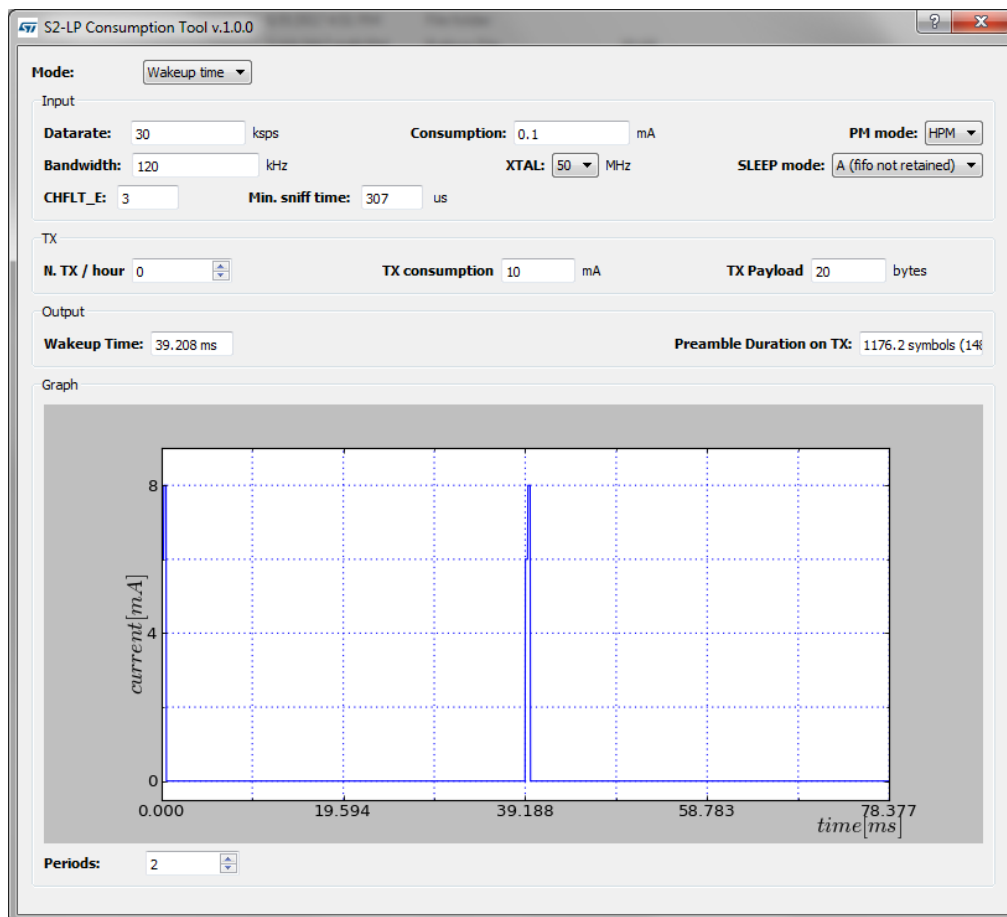 S2-LP Consumption Tool v.1.0.0
Mode: Wakeup time
Input
Datarate: 30 ksps Consumption: 0.1 mA PM mode: HPM
Bandwidth: 120 kHz XTAL: 50 MHz SLEEP mode: A (fifo not retained)
CHFLT_E: 3 Min. sniff time: 307 us
TX
N. TX / hour 0 TX consumption 10 mA TX Payload 20 bytes
Output
Wakeup Time: 39.208 ms Preamble Duration on TX: 1176.2 symbols (148
Graph
8
4
0
current[mA]
0.000 19.594 39.188 58.783 78.377
time[ms]
Periods: 2